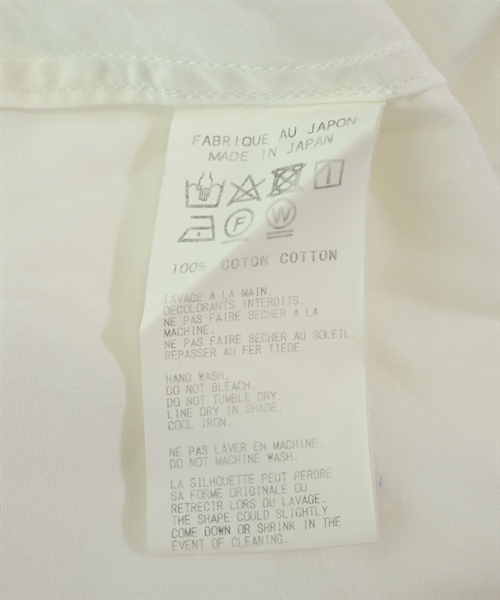 FABRIQUE AU JAPON
MADE IN JAPAN
F W
100% COTON COTTON
LAVAGE A LA MAIN.
DECOLORANTS INTERDITS.
NE PAS FAIRE SECHER A LA
MACHINE.
NE PAS FAIRE SECHER AU SOLEIL.
REPASSER AU FER TIEDE.
HAND WASH.
DO NOT BLEACH.
DO NOT TUMBLE DRY.
LINE DRY IN SHADE.
COOL IRON.
NE PAS LAVER EN MACHINE.
DO NOT MACHINE WASH.
LA SILHOUETTE PEUT PERDRE
SA FORME ORIGINALE OU
RETRECIR LORS DU LAVAGE.
THE SHAPE COULD SLIGHTLY
COME DOWN OR SHRINK IN THE
EVENT OF CLEANING.